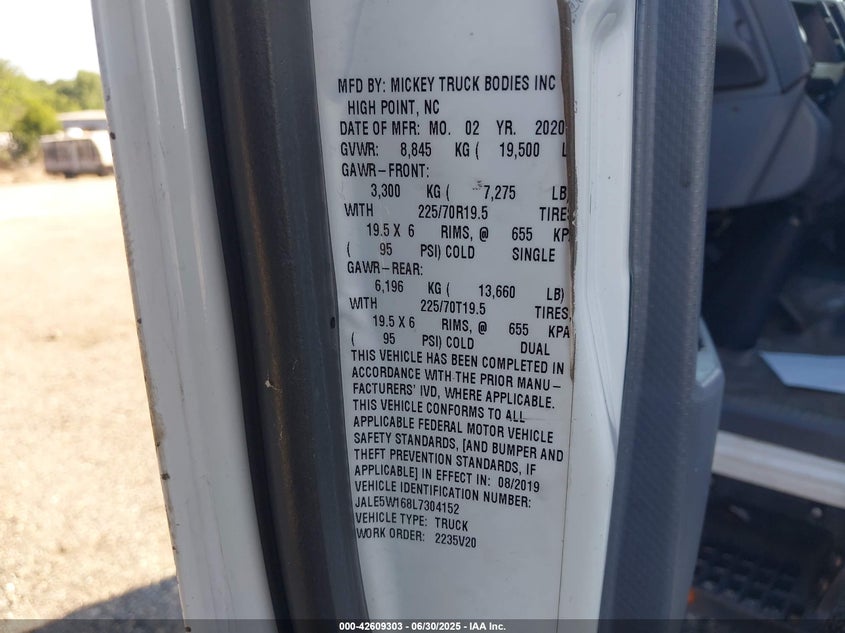 MFD BY: MICKEY TRUCK BODIES INC
HIGH POINT, NC
DATE OF MFR: MO. 02 YR. 2020
GVWR: 8,845 KG ( 19,500 L
GAWR-FRONT:
3,300 KG ( 7,275 LB)
WITH 225/70R19.5 TIRE
19.5 X 6 RIMS, @ 655 KP
( 95 PSI) COLD SINGLE
GAWR-REAR:
6,196 KG ( 13,660 LB)
WITH 225/70T19.5 TIRES,
19.5 X 6 RIMS, @ 655 KPA
( 95 PSI) COLD DUAL
THIS VEHICLE HAS BEEN COMPLETED IN
ACCORDANCE WITH THE PRIOR MANU-
FACTURERS' IVD, WHERE APPLICABLE.
THIS VEHICLE CONFORMS TO ALL
APPLICABLE FEDERAL MOTOR VEHICLE
SAFETY STANDARDS, [AND BUMPER AND
THEFT PREVENTION STANDARDS, IF
APPLICABLE] IN EFFECT IN: 08/2019
VEHICLE IDENTIFICATION NUMBER:
JALE5W168L7304152
VEHICLE TYPE: TRUCK
WORK ORDER: 2235V20
000-42609303 - 06/30/2025 - IAA Inc.